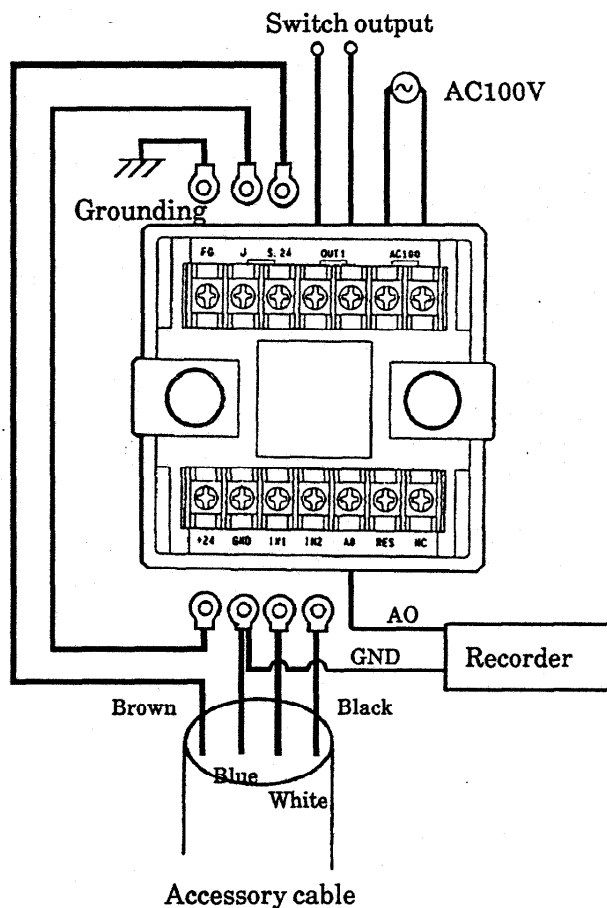 Switch output
AC100V
Grounding
FG J S.24 OUT1 AC100
+24 GND IN1 IN2 A0 RES NC
AO
GND
Recorder
Brown
Black
Blue
White
Accessory cable